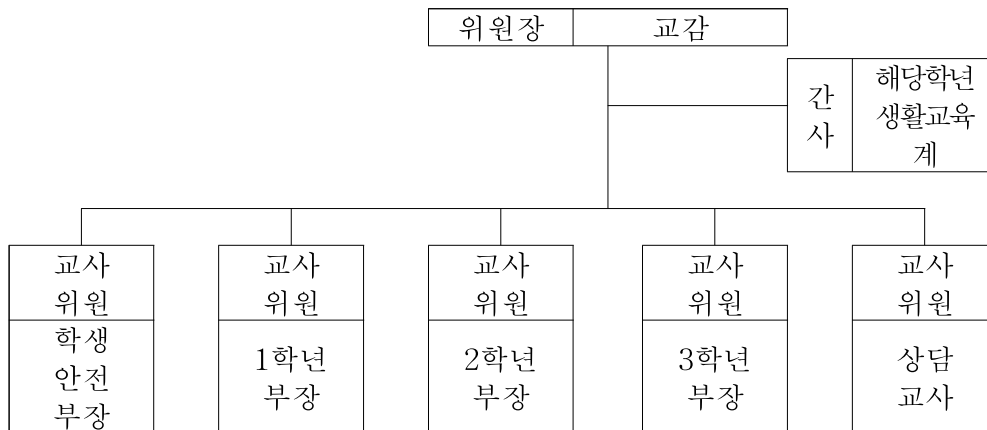 위원장 교감
간
사
해당학년
생활교육
계
교사
위원
학생
안전
부장
교사
위원
1학년
부장
교사
위원
2학년
부장
교사
위원
3학년
부장
교사
위원
상담
교사